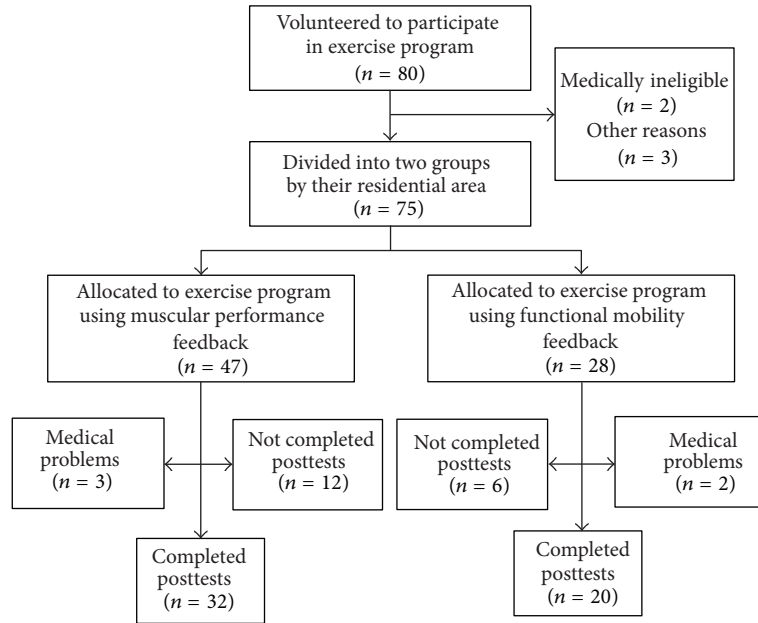 Volunteered to participate
in exercise program
(n = 80)
Medically ineligible
(n = 2)
Other reasons
(n = 3)
Divided into two groups
by their residential area
(n = 75)
Allocated to exercise program
using muscular performance
feedback
(n = 47)
Allocated to exercise program
using functional mobility
feedback
(n = 28)
Medical
problems
(n = 3)
Not completed
posttests
(n = 12)
Not completed
posttests
(n = 6)
Medical
problems
(n = 2)
Completed
posttests
(n = 32)
Completed
posttests
(n = 20)